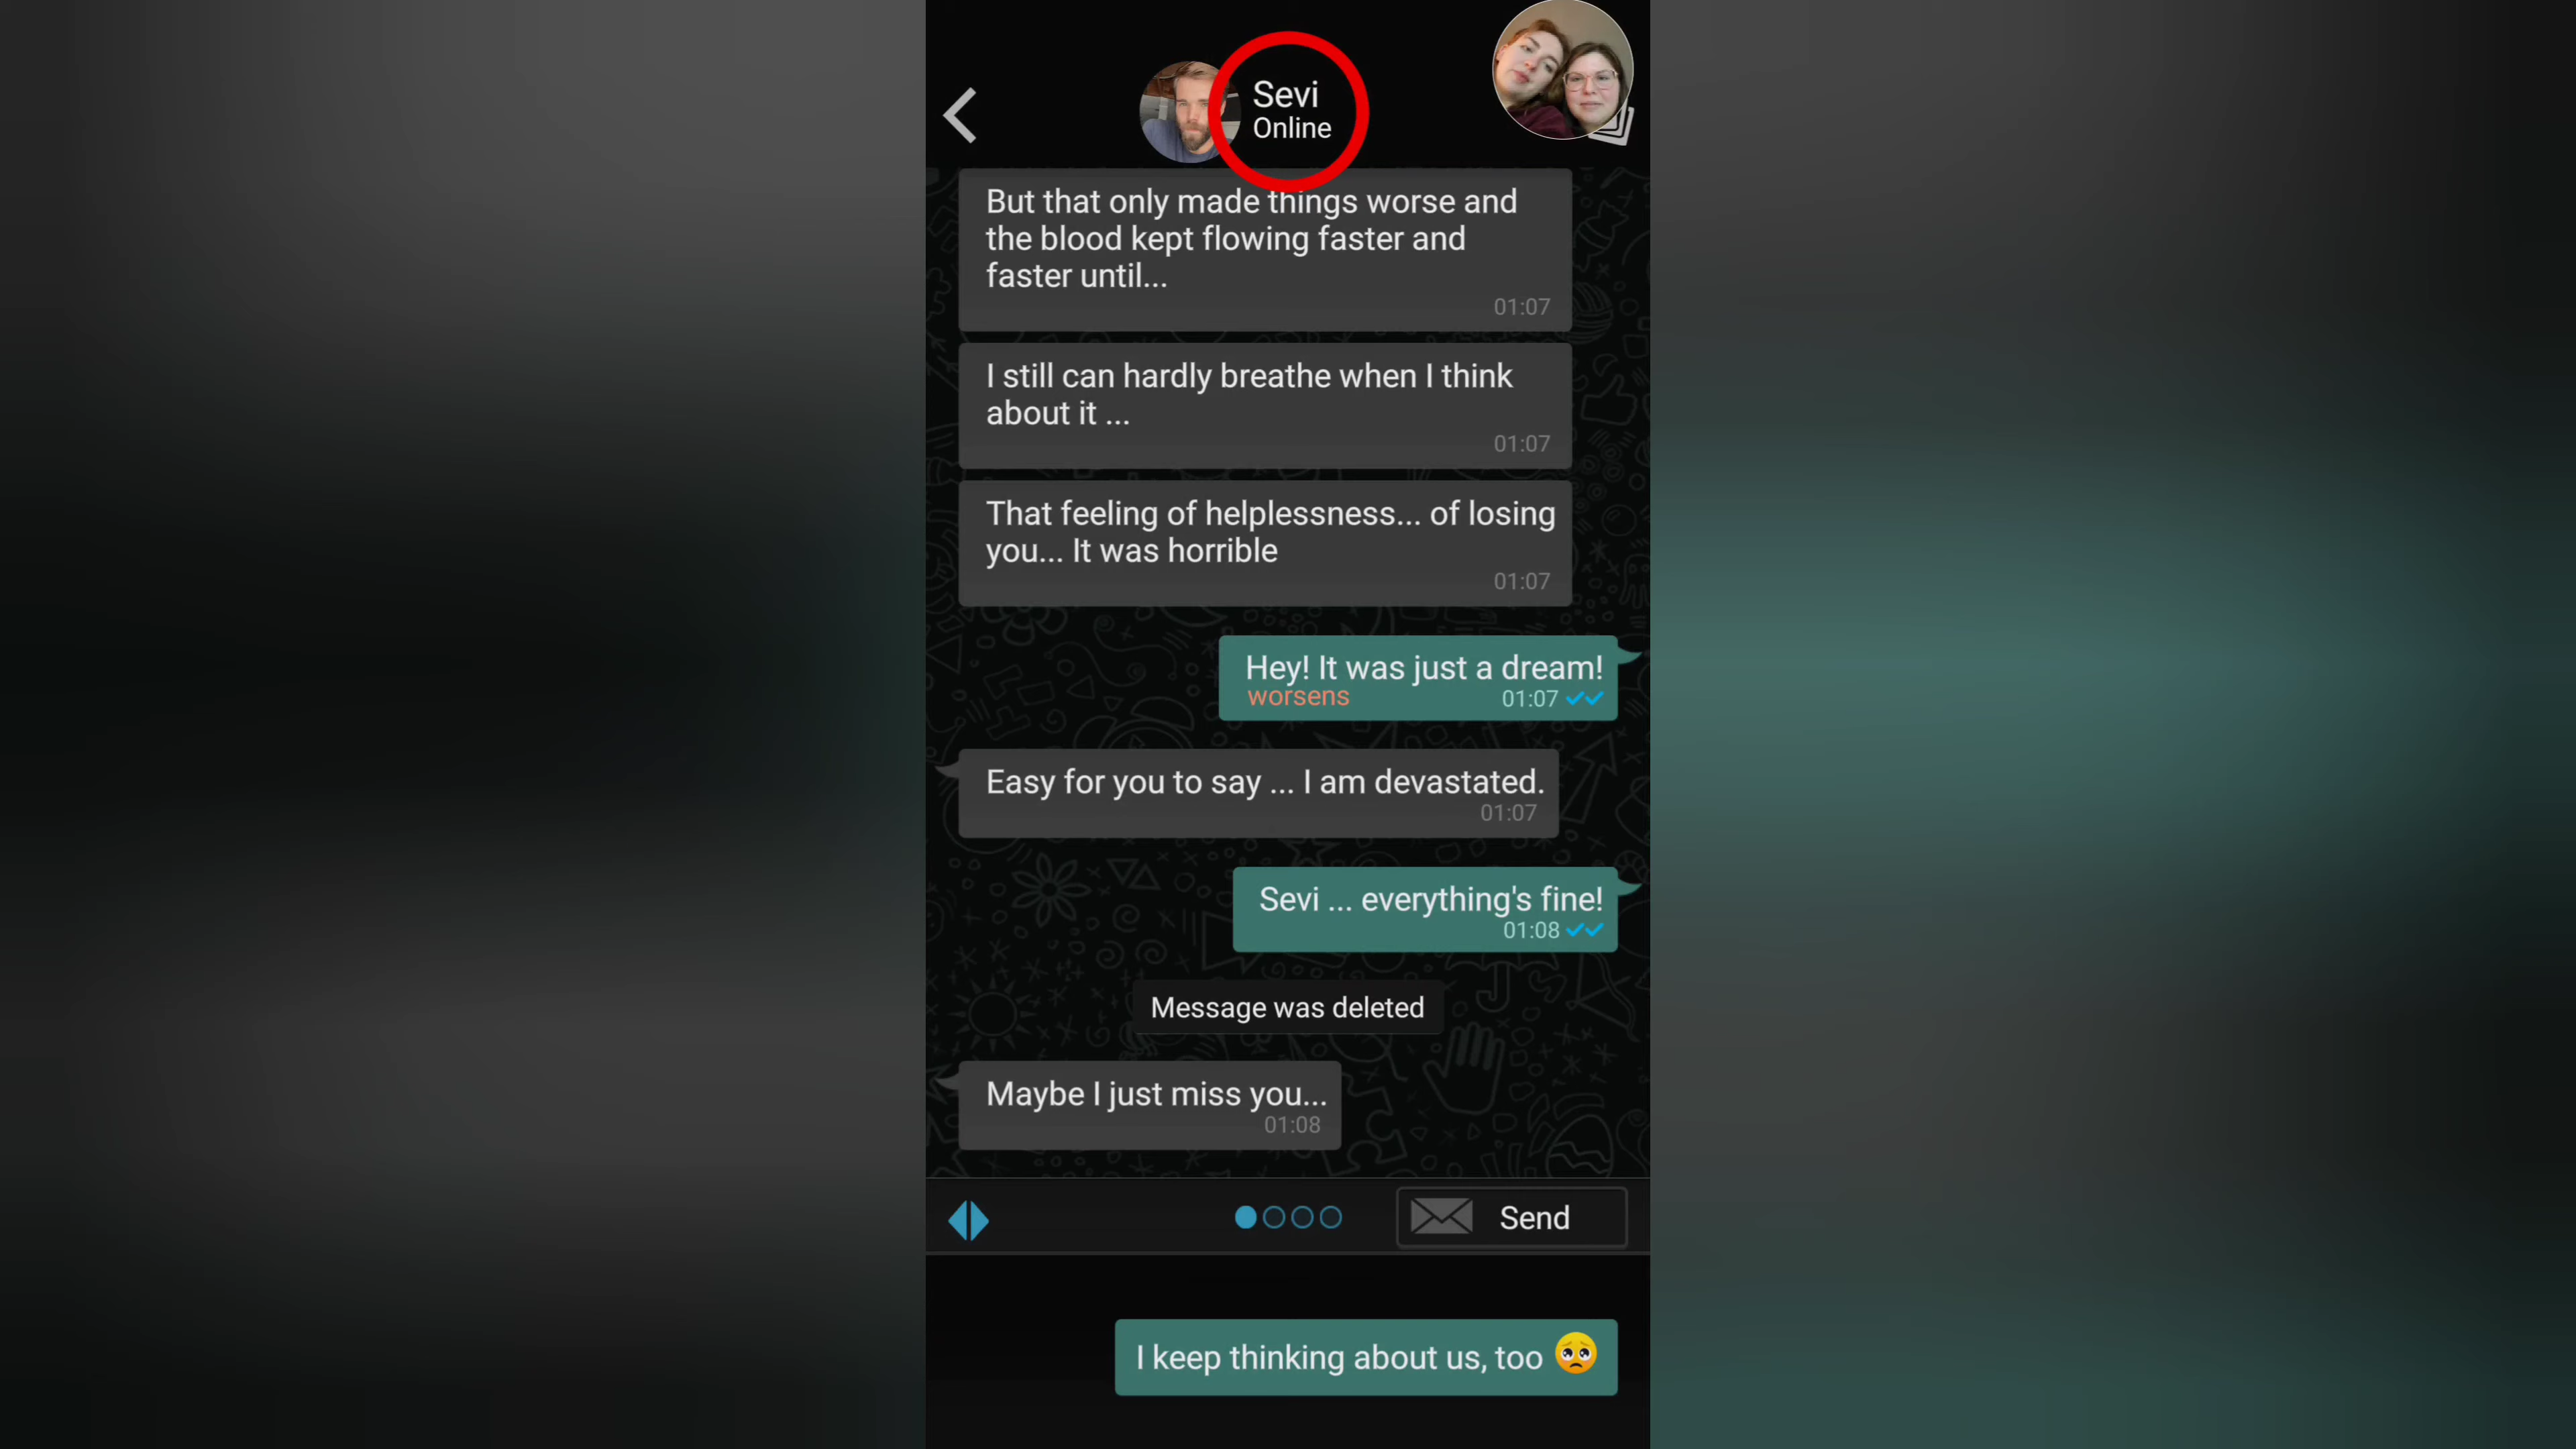 Sevi
Online
But that only made things worse and
the blood kept flowing faster and
faster until...
01:07
I still can hardly breathe when I think
about it ...
01:07
That feeling of helplessness... of losing
you... It was horrible
01:07
Hey! It was just a dream!
worsens 01:07
Easy for you to say ... I am devastated.
01:07
Sevi ... everything's fine!
01:08
Message was deleted
Maybe I just miss you...
01:08
Send
I keep thinking about us, too 🥺